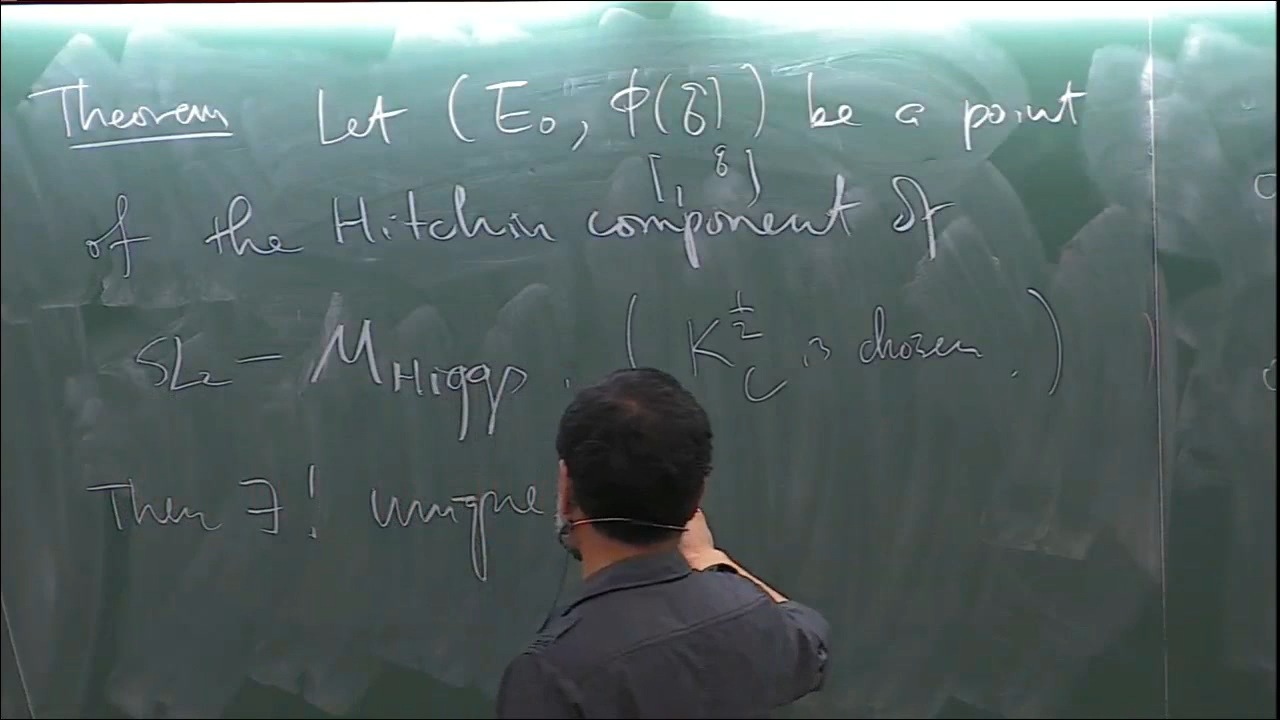 Theorem Let (E₀, ϕ(q)) be a point
[₁ q]
of the Hitchin component of
SL₂ - M_Higgs. (K_C^{1/2} is chosen.)
Then ∃! unique